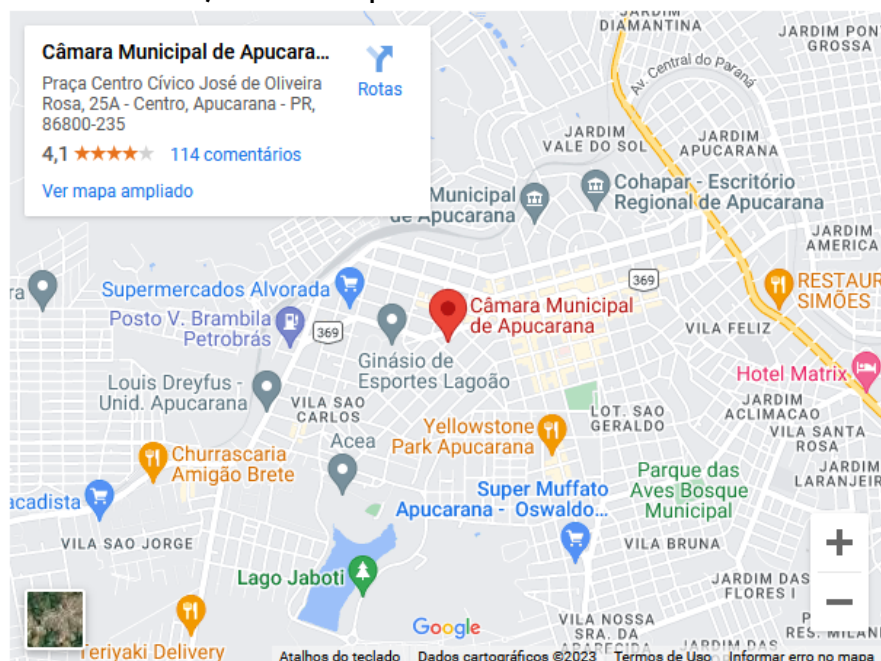 Câmara Municipal de Apucara...
Praça Centro Cívico José de Oliveira
Rosa, 25A - Centro, Apucarana - PR,
86800-235
4,1
114 comentários
Ver mapa ampliado
Rotas
JARDIM
DIAMANTINA
JARDIM PON
GROSSA
Av. Central do Paraná
JARDIM
VALE DO SOL
JARDIM
APUCARANA
Municipal
de Apucarana
Cohapar - Escritório
Regional de Apucarana
JARDIM
AMERICA
ra
Supermercados Alvorada
369
RESTAUR
SIMÕES
Posto V. Brambila
Petrobrás
369
Câmara Municipal
de Apucarana
VILA FELIZ
Ginásio de
Esportes Lagoão
Hotel Matrix
Louis Dreyfus -
Unid. Apucarana
VILA SAO
CARLOS
JARDIM
ACLIMACAO
LOT. SAO
GERALDO
Yellowstone
Park Apucarana
VILA SANTA
ROSA
Acea
Churrascaria
Amigão Brete
Parque das
Aves Bosque
Municipal
JARDIM
LARANJEIR
acadista
Super Muffato
Apucarana - Oswaldo...
VILA SAO JORGE
VILA BRUNA
+
Lago Jaboti
JARDIM DAS
FLORES I
−
Google
VILA NOSSA
SRA. DA
APARECIDA
P
RES. MILANI
JARDIM DAS
Teriyaki Delivery
Atalhos do teclado
Dados cartográficos ©2023
Termos de Uso
Informar erro no mapa